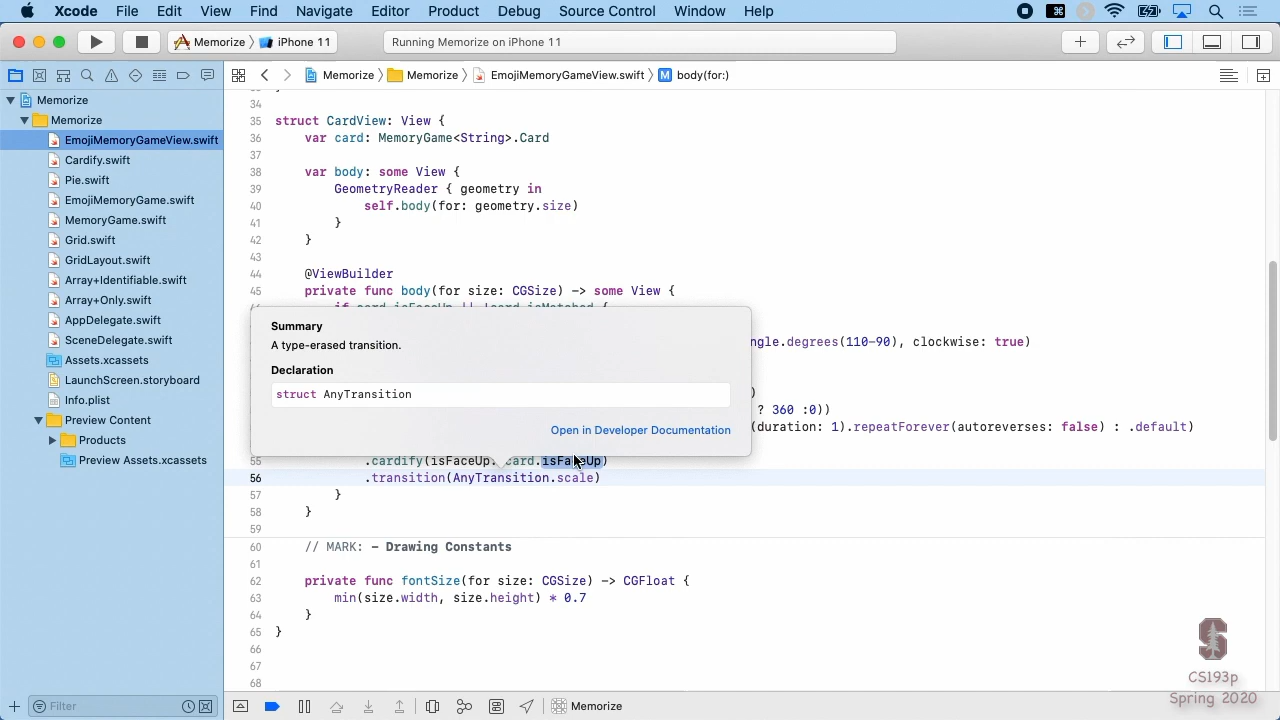 Xcode File Edit View Find Navigate Editor Product Debug Source Control Window Help
Memorize iPhone 11
Running Memorize on iPhone 11
Memorize Memorize EmojiMemoryGameView.swift M body(for:)
Memorize
Memorize
EmojiMemoryGameView.swift
Cardify.swift
Pie.swift
EmojiMemoryGame.swift
MemoryGame.swift
Grid.swift
GridLayout.swift
Array+Identifiable.swift
Array+Only.swift
AppDelegate.swift
SceneDelegate.swift
Assets.xcassets
LaunchScreen.storyboard
Info.plist
Preview Content
Products
Preview Assets.xcassets
Filter
34
35 struct CardView: View {
36 var card: MemoryGame<String>.Card
37
38 var body: some View {
39 GeometryReader { geometry in
40 self.body(for: geometry.size)
41 }
42 }
43
44 @ViewBuilder
45 private func body(for size: CGSize) -> some View {
Summary
A type-erased transition.
ngle.degrees(110-90), clockwise: true)
Declaration
struct AnyTransition
)
? 360 :0))
(duration: 1).repeatForever(autoreverses: false) : .default)
Open in Developer Documentation
55 .cardify(isFaceUp: card.isFaceUp)
56 .transition(AnyTransition.scale)
57 }
58 }
59
60 // MARK: - Drawing Constants
61
62 private func fontSize(for size: CGSize) -> CGFloat {
63 min(size.width, size.height) * 0.7
64 }
65 }
66
67
68
Memorize
S
CS193p
Spring 2020